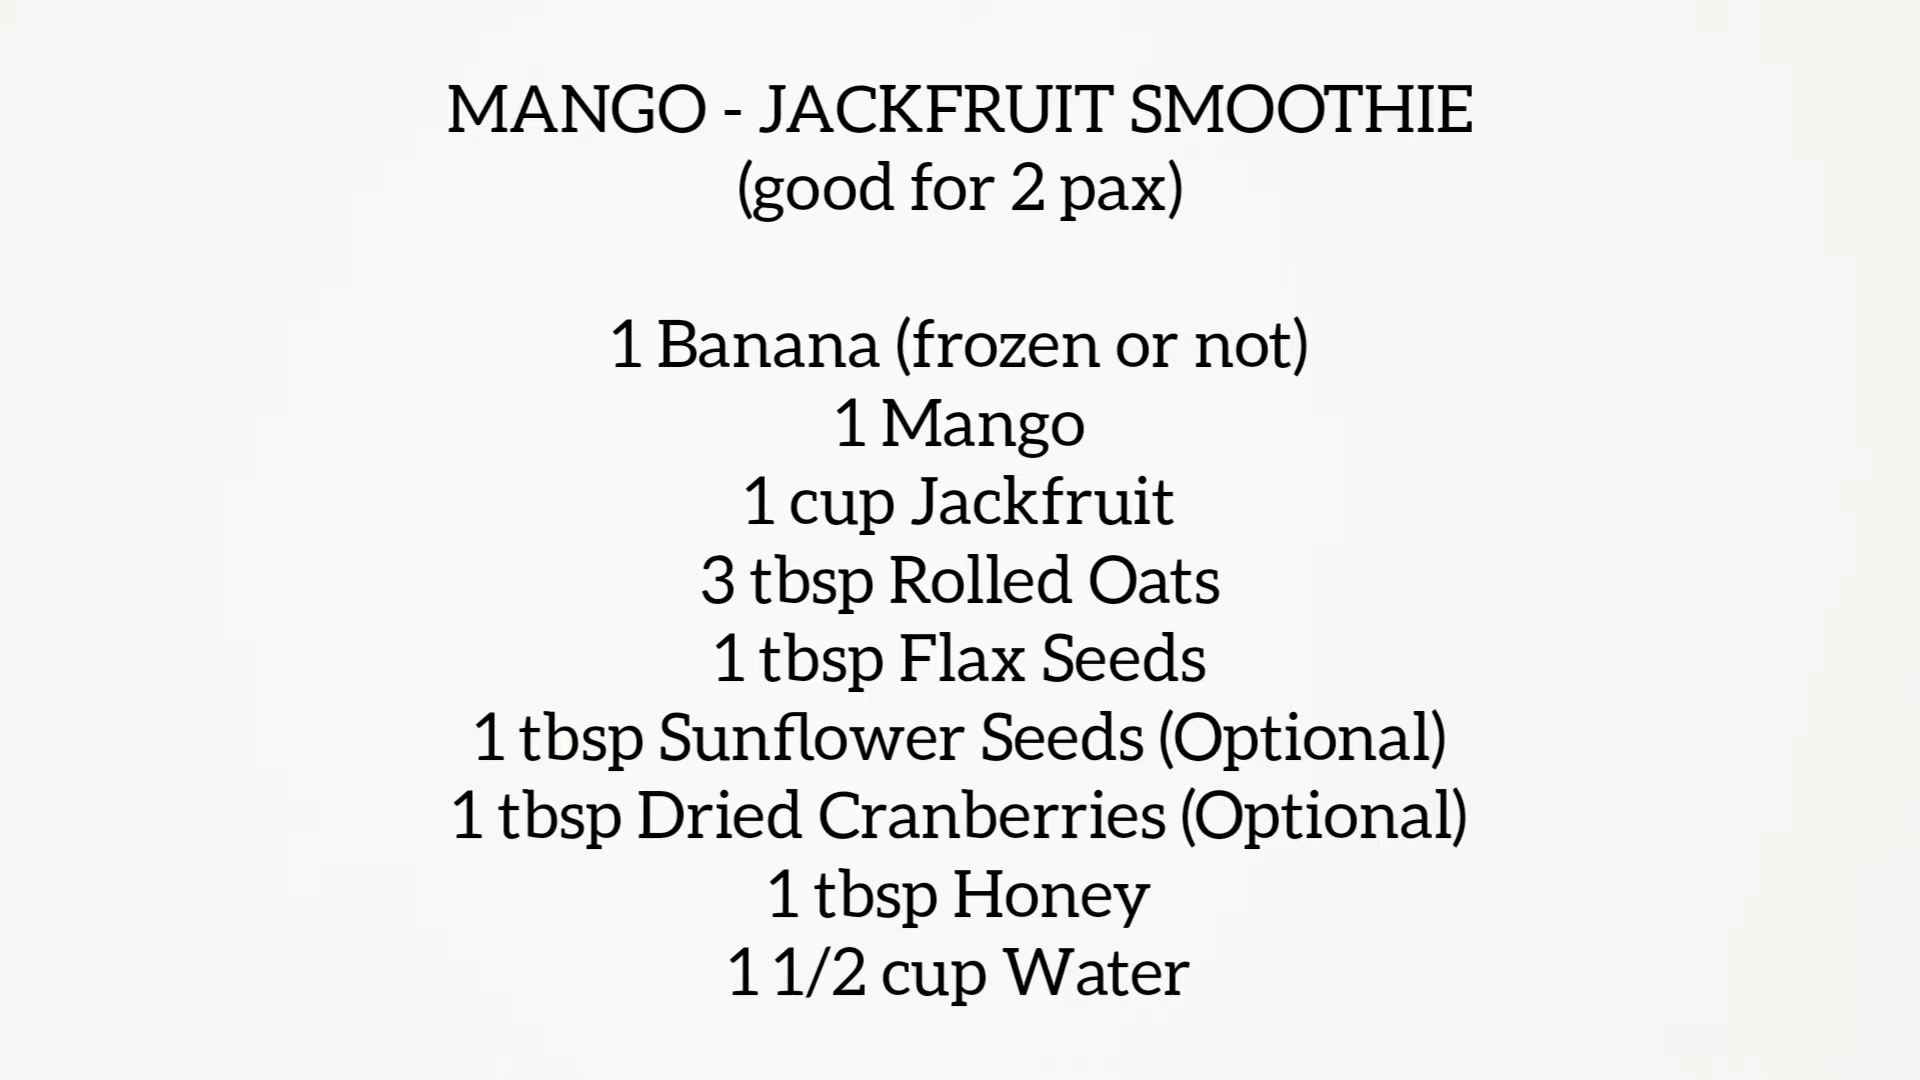 MANGO - JACKFRUIT SMOOTHIE
(good for 2 pax)
1 Banana (frozen or not)
1 Mango
1 cup Jackfruit
3 tbsp Rolled Oats
1 tbsp Flax Seeds
1 tbsp Sunflower Seeds (Optional)
1 tbsp Dried Cranberries (Optional)
1 tbsp Honey
1 1/2 cup Water